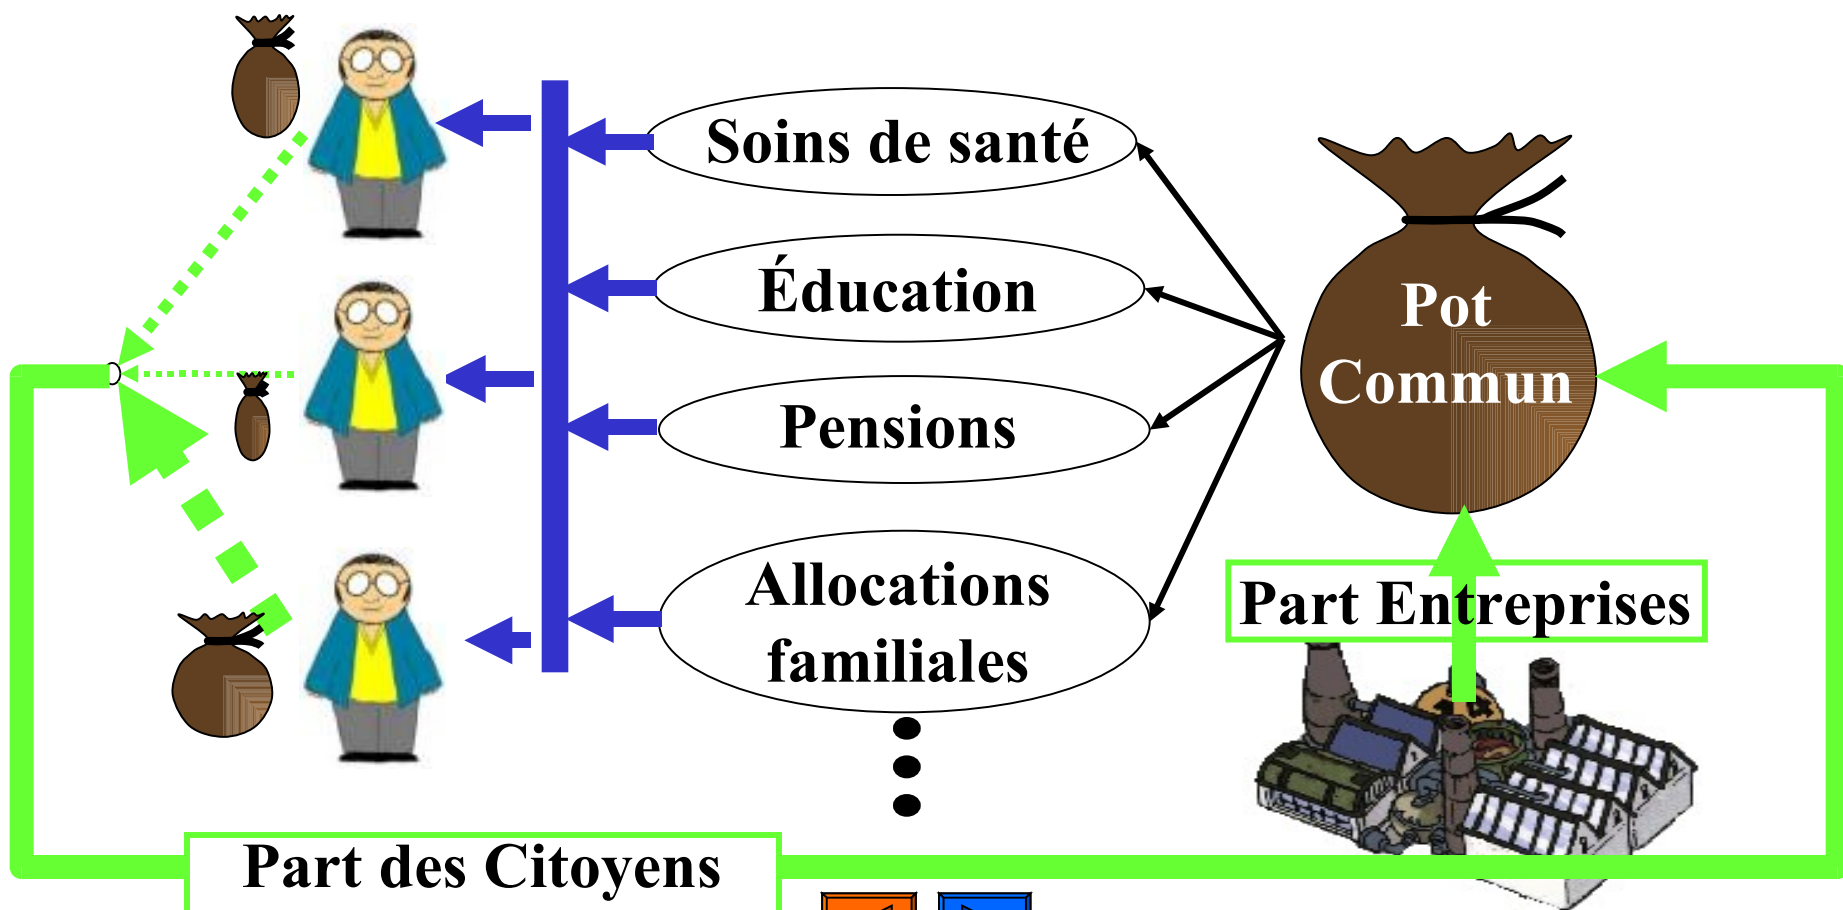 Soins de santé
Éducation
Pensions
Allocations
familiales
Pot
Commun
Part Entreprises
Part des Citoyens